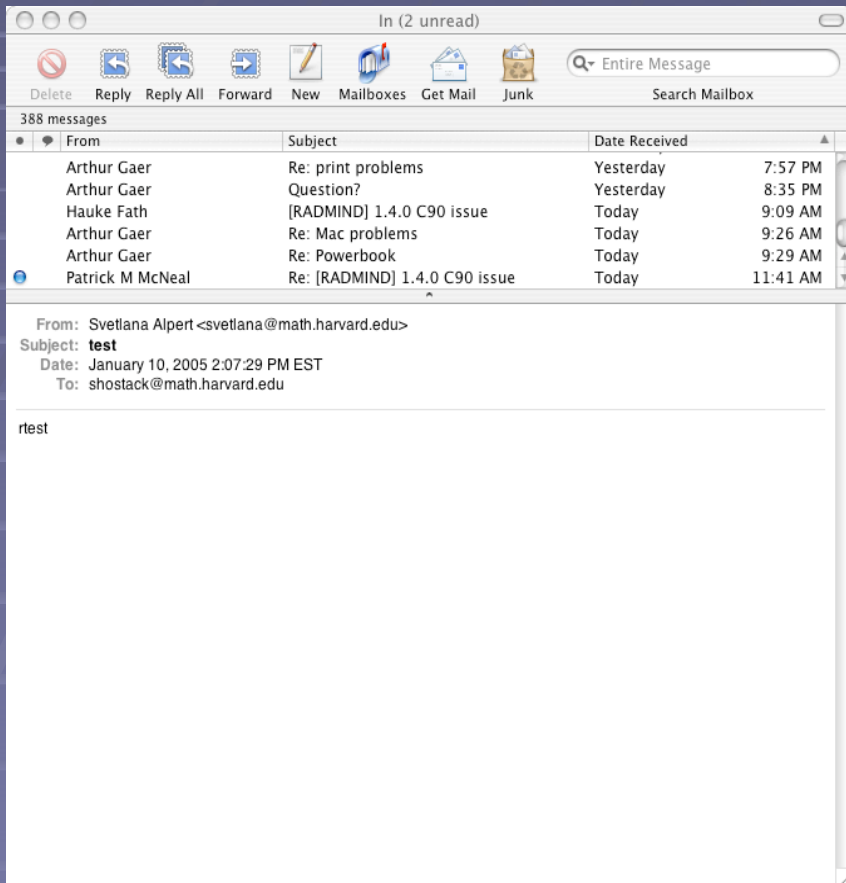 In (2 unread)
Delete Reply Reply All Forward New Mailboxes Get Mail Junk
Entire Message
Search Mailbox
388 messages
From Subject Date Received
Arthur Gaer Re: print problems Yesterday 7:57 PM
Arthur Gaer Question? Yesterday 8:35 PM
Hauke Fath [RADMIND] 1.4.0 C90 issue Today 9:09 AM
Arthur Gaer Re: Mac problems Today 9:26 AM
Arthur Gaer Re: Powerbook Today 9:29 AM
Patrick M McNeal Re: [RADMIND] 1.4.0 C90 issue Today 11:41 AM
From: Svetlana Alpert <svetlana@math.harvard.edu>
Subject: test
Date: January 10, 2005 2:07:29 PM EST
To: shostack@math.harvard.edu
rtest